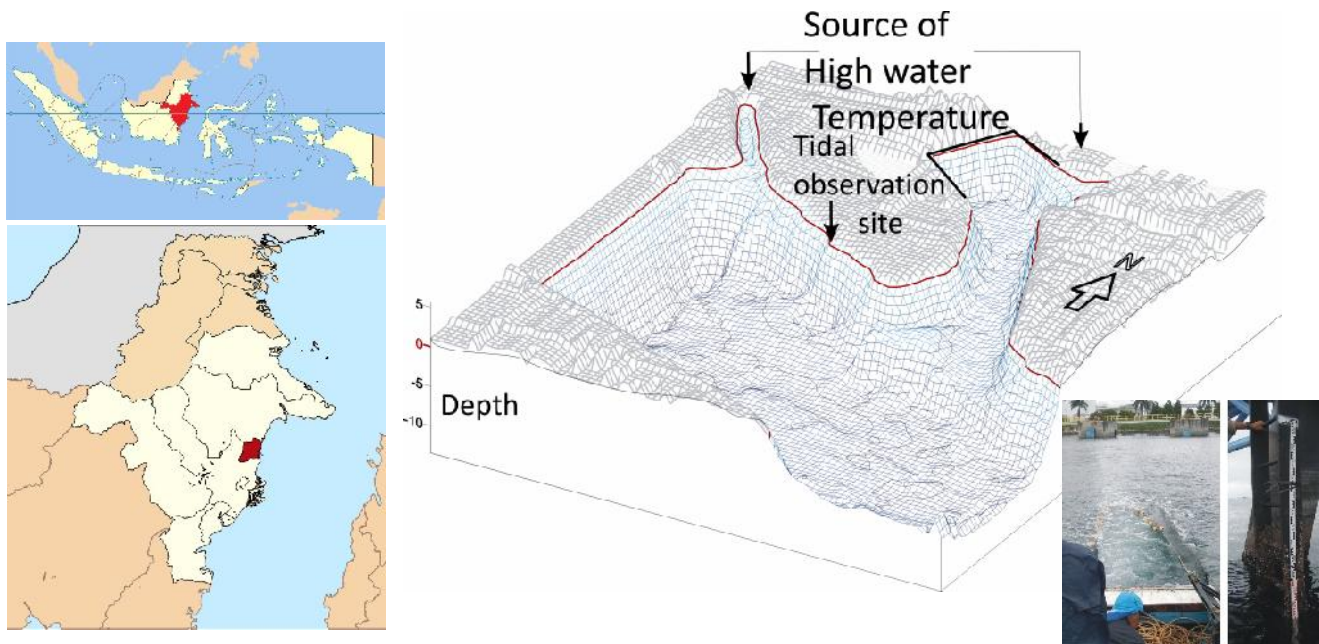 Source of
High water
Temperature
Tidal
observation
site
N
5
0
-5
-10
Depth